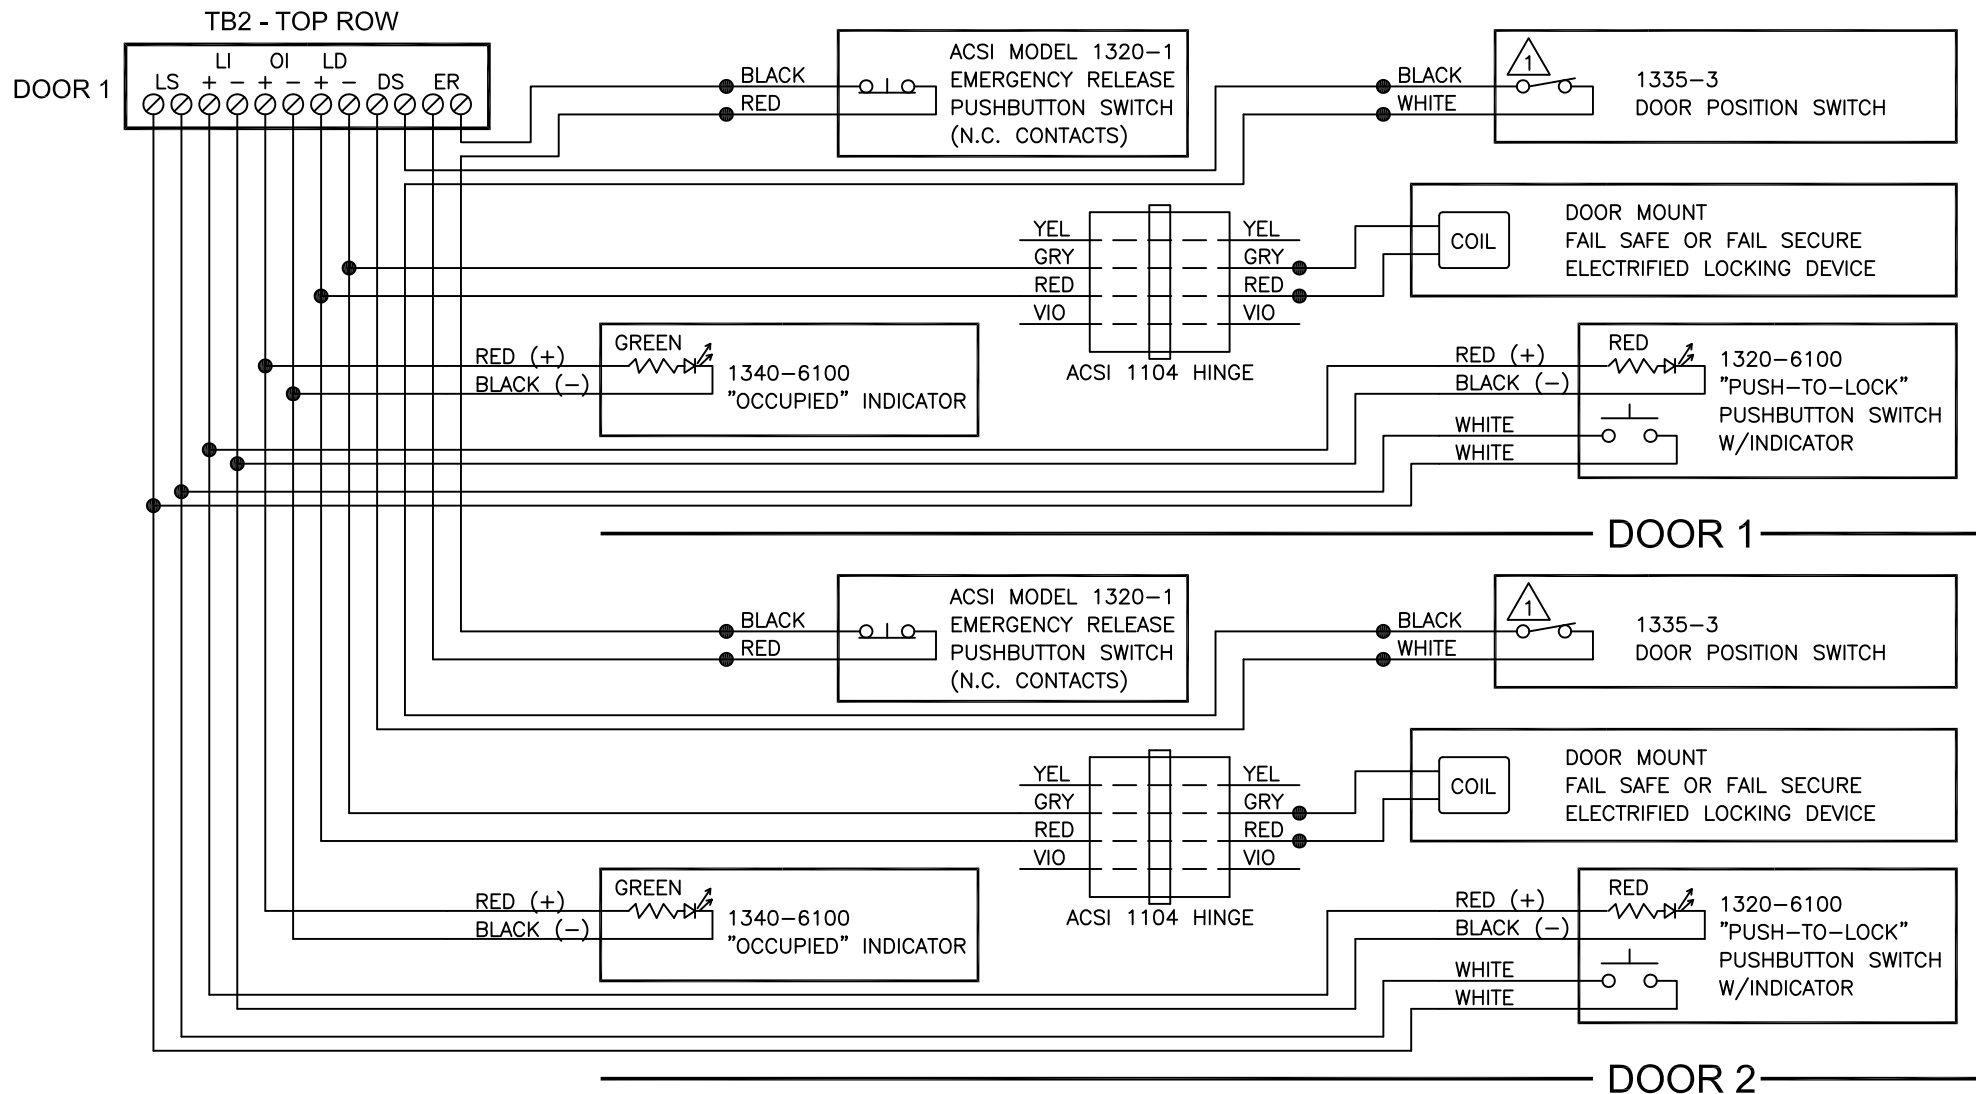 TB2 - TOP ROW
DOOR 1
LI OI LD
LS + - + - + - DS ER
BLACK
RED
ACSI MODEL 1320-1
EMERGENCY RELEASE
PUSHBUTTON SWITCH
(N.C. CONTACTS)
BLACK
WHITE
1
1335-3
DOOR POSITION SWITCH
YEL
GRY
RED
VIO
YEL
GRY
RED
VIO
ACSI 1104 HINGE
COIL
DOOR MOUNT
FAIL SAFE OR FAIL SECURE
ELECTRIFIED LOCKING DEVICE
RED (+)
BLACK (-)
GREEN
1340-6100
"OCCUPIED" INDICATOR
RED (+)
BLACK (-)
WHITE
WHITE
RED
1320-6100
"PUSH-TO-LOCK"
PUSHBUTTON SWITCH
W/INDICATOR
DOOR 1
BLACK
RED
ACSI MODEL 1320-1
EMERGENCY RELEASE
PUSHBUTTON SWITCH
(N.C. CONTACTS)
BLACK
WHITE
1
1335-3
DOOR POSITION SWITCH
YEL
GRY
RED
VIO
YEL
GRY
RED
VIO
ACSI 1104 HINGE
COIL
DOOR MOUNT
FAIL SAFE OR FAIL SECURE
ELECTRIFIED LOCKING DEVICE
RED (+)
BLACK (-)
GREEN
1340-6100
"OCCUPIED" INDICATOR
RED (+)
BLACK (-)
WHITE
WHITE
RED
1320-6100
"PUSH-TO-LOCK"
PUSHBUTTON SWITCH
W/INDICATOR
DOOR 2